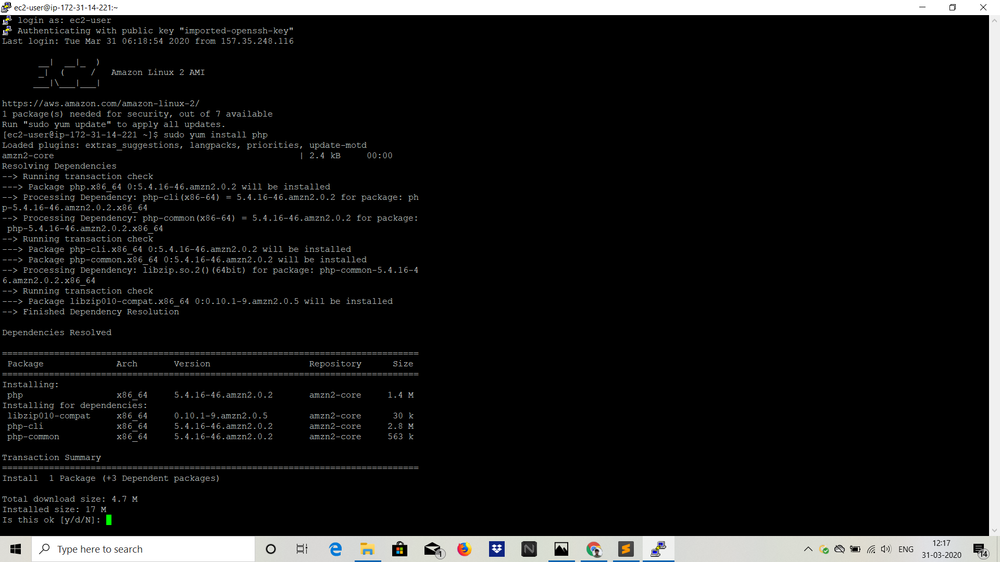 ec2-user@ip-172-31-14-221:~
login as: ec2-user
Authenticating with public key "imported-openssh-key"
Last login: Tue Mar 31 06:18:54 2020 from 157.35.248.116
       __|  __|_  )
       _|  (     /   Amazon Linux 2 AMI
      ___|\___|___|
https://aws.amazon.com/amazon-linux-2/
1 package(s) needed for security, out of 7 available
Run "sudo yum update" to apply all updates.
[ec2-user@ip-172-31-14-221 ~]$ sudo yum install php
Loaded plugins: extras_suggestions, langpacks, priorities, update-motd
amzn2-core                                               | 2.4 kB     00:00
Resolving Dependencies
--> Running transaction check
---> Package php.x86_64 0:5.4.16-46.amzn2.0.2 will be installed
--> Processing Dependency: php-cli(x86-64) = 5.4.16-46.amzn2.0.2 for package: ph
p-5.4.16-46.amzn2.0.2.x86_64
--> Processing Dependency: php-common(x86-64) = 5.4.16-46.amzn2.0.2 for package:
 php-5.4.16-46.amzn2.0.2.x86_64
--> Running transaction check
---> Package php-cli.x86_64 0:5.4.16-46.amzn2.0.2 will be installed
---> Package php-common.x86_64 0:5.4.16-46.amzn2.0.2 will be installed
--> Processing Dependency: libzip.so.2()(64bit) for package: php-common-5.4.16-4
6.amzn2.0.2.x86_64
--> Running transaction check
---> Package libzip010-compat.x86_64 0:0.10.1-9.amzn2.0.5 will be installed
--> Finished Dependency Resolution
Dependencies Resolved
================================================================================
 Package              Arch       Version                   Repository      Size
================================================================================
Installing:
 php                  x86_64     5.4.16-46.amzn2.0.2       amzn2-core     1.4 M
Installing for dependencies:
 libzip010-compat     x86_64     0.10.1-9.amzn2.0.5        amzn2-core      30 k
 php-cli              x86_64     5.4.16-46.amzn2.0.2       amzn2-core     2.8 M
 php-common           x86_64     5.4.16-46.amzn2.0.2       amzn2-core     563 k
Transaction Summary
================================================================================
Install  1 Package (+3 Dependent packages)
Total download size: 4.7 M
Installed size: 17 M
Is this ok [y/d/N]:
Type here to search
1
N
ENG
12:17
31-03-2020
14